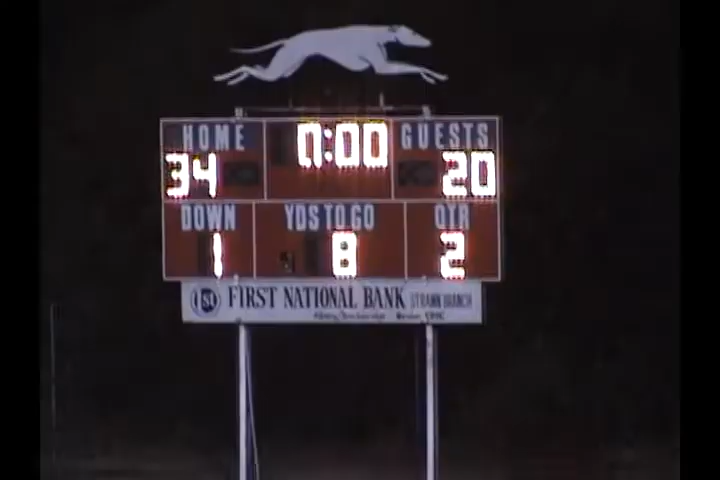 HOME GUESTS
34 0:00 20
DOWN YDS TO GO QTR
1 8 2
1ST FIRST NATIONAL BANK STRAWN BRANCH